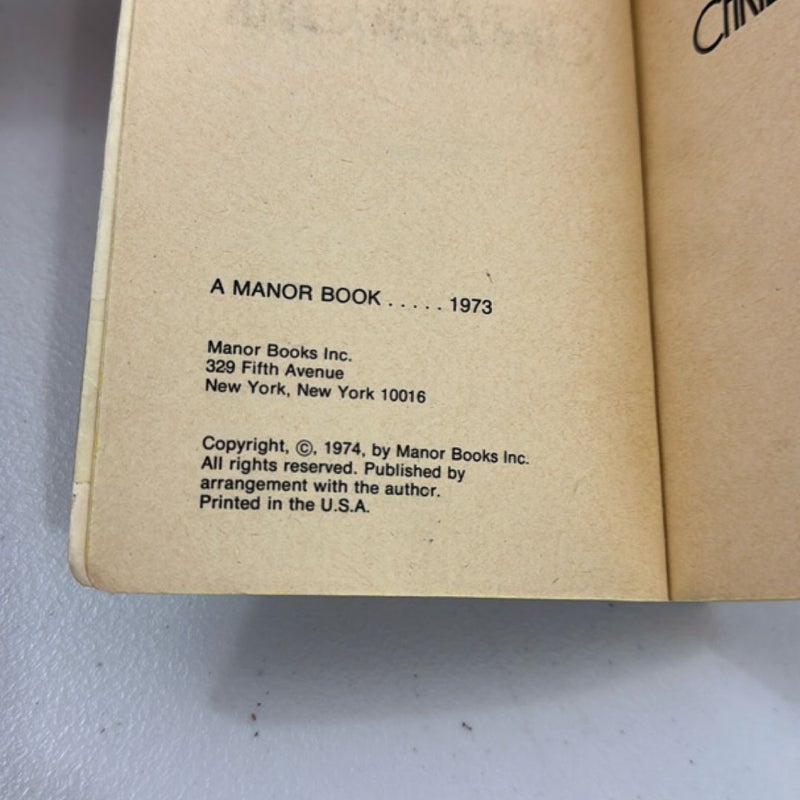 A MANOR BOOK ..... 1973
Manor Books Inc.
329 Fifth Avenue
New York, New York 10016
Copyright, ©, 1974, by Manor Books Inc.
All rights reserved. Published by
arrangement with the author.
Printed in the U.S.A.